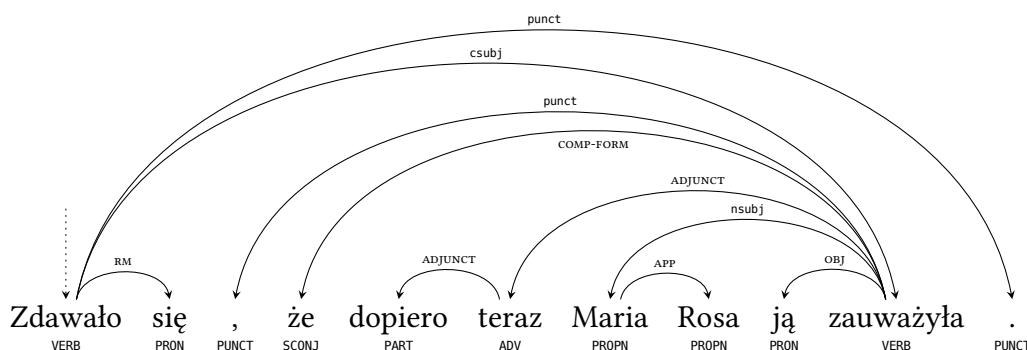 punct
csubj
punct
COMP-FORM
ADJUNCT
nsubj
RM ADJUNCT APP OBJ
Zdawało się , że dopiero teraz Maria Rosa ją zauważyła .
VERB PRON PUNCT SCONJ PART ADV PROPN PROPN PRON VERB PUNCT